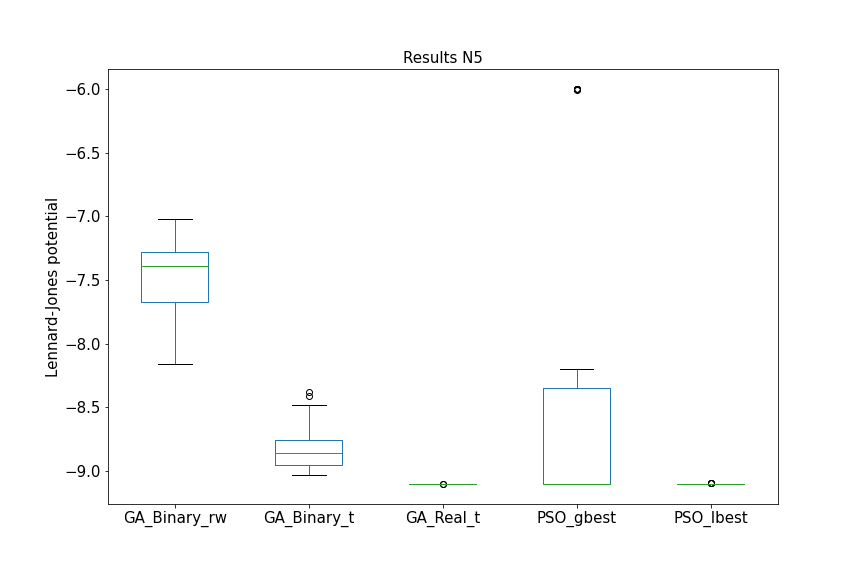 Results N5
Lennard-Jones potential
−6.0
−6.5
−7.0
−7.5
−8.0
−8.5
−9.0
GA_Binary_rw GA_Binary_t GA_Real_t PSO_gbest PSO_lbest